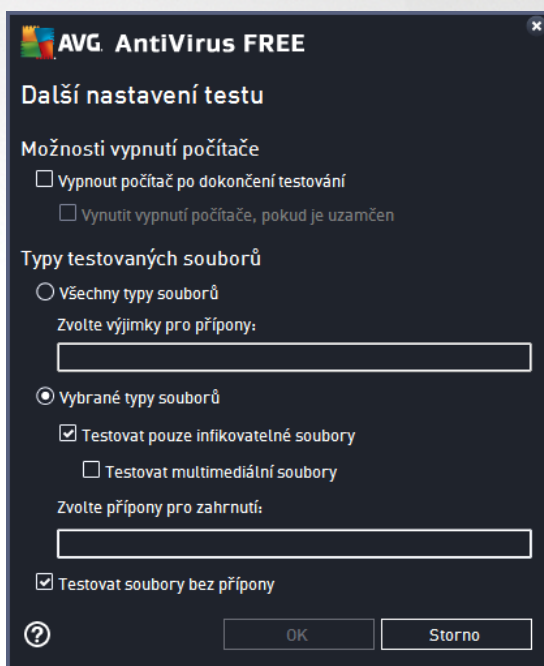 AVG. AntiVirus FREE
Další nastavení testu
Možnosti vypnutí počítače
Vypnout počítač po dokončení testování
Vynutit vypnutí počítače, pokud je uzamčen
Typy testovaných souborů
Všechny typy souborů
Zvolte výjimky pro přípony:
Vybrané typy souborů
Testovat pouze infikovatelné soubory
Testovat multimediální soubory
Zvolte přípony pro zahrnutí:
Testovat soubory bez přípony
?
OK
Storno